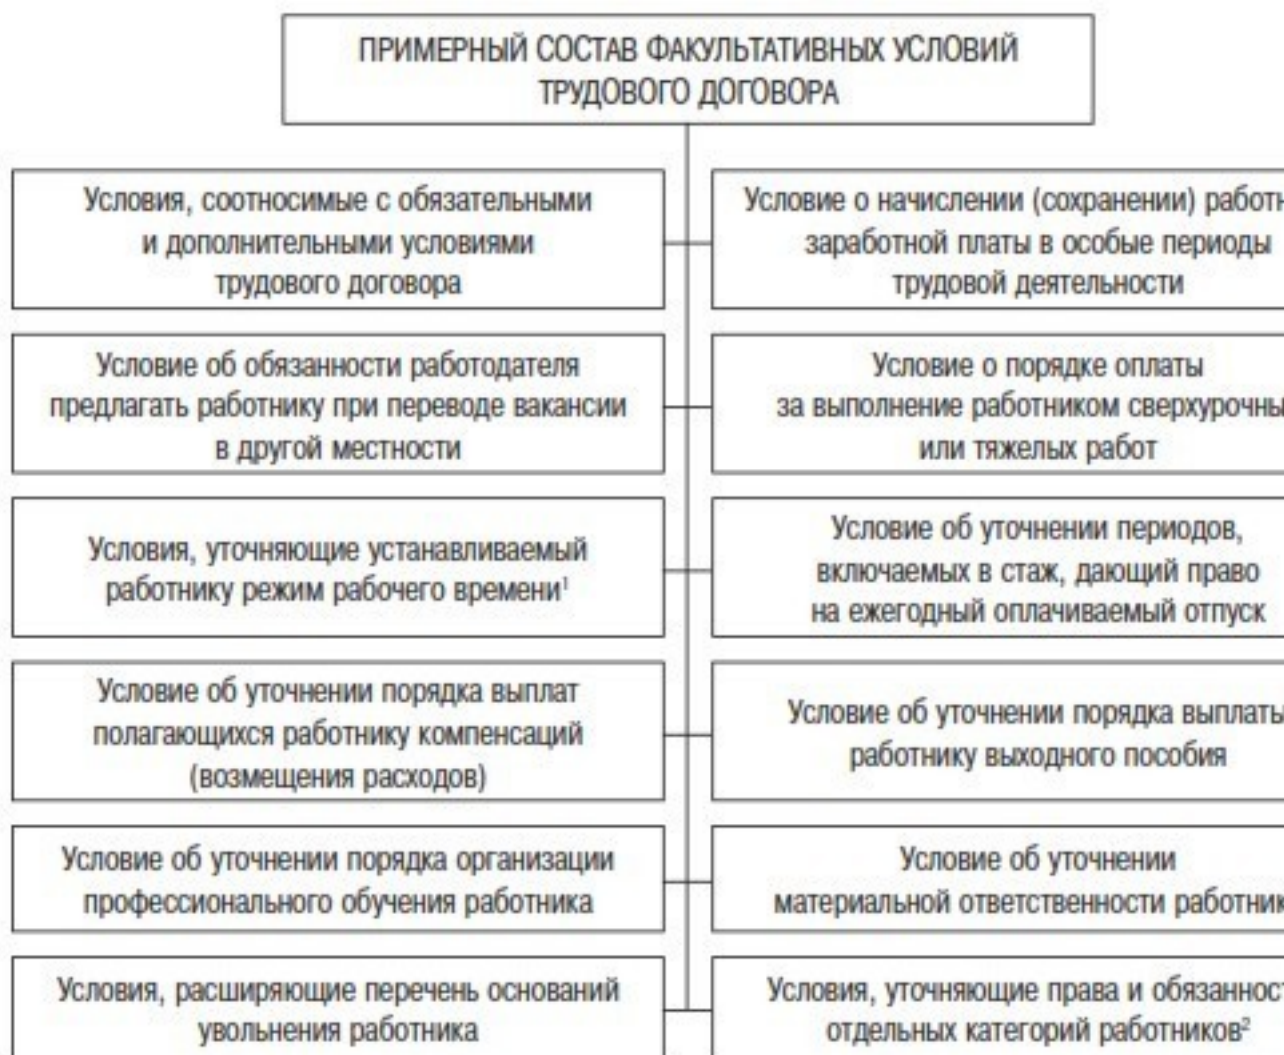 ПРИМЕРНЫЙ СОСТАВ ФАКУЛЬТАТИВНЫХ УСЛОВИЙ
ТРУДОВОГО ДОГОВОРА
Условия, соотносимые с обязательными
и дополнительными условиями
трудового договора
Условие о начислении (сохранении)
заработной платы в особые периоды
трудовой деятельности
Условие об обязанности работодателя
предлагать работнику при переводе вакансии
в другой местности
Условие о порядке оплаты
за выполнение работником
или тяжелых работ
Условия, уточняющие устанавливаемый
работнику режим рабочего времени¹
Условие об уточнении периодов,
включаемых в стаж, дающий право
на ежегодный оплачиваемый отпуск
Условие об уточнении порядка выплат
полагающихся работнику компенсаций
(возмещения расходов)
Условие об уточнении порядка выплаты
работнику выходного пособия
Условие об уточнении порядка организации
профессионального обучения работника
Условие об уточнении
материальной ответственности
Условия, расширяющие перечень оснований
увольнения работника
Условия, уточняющие права и
отдельных категорий работников²